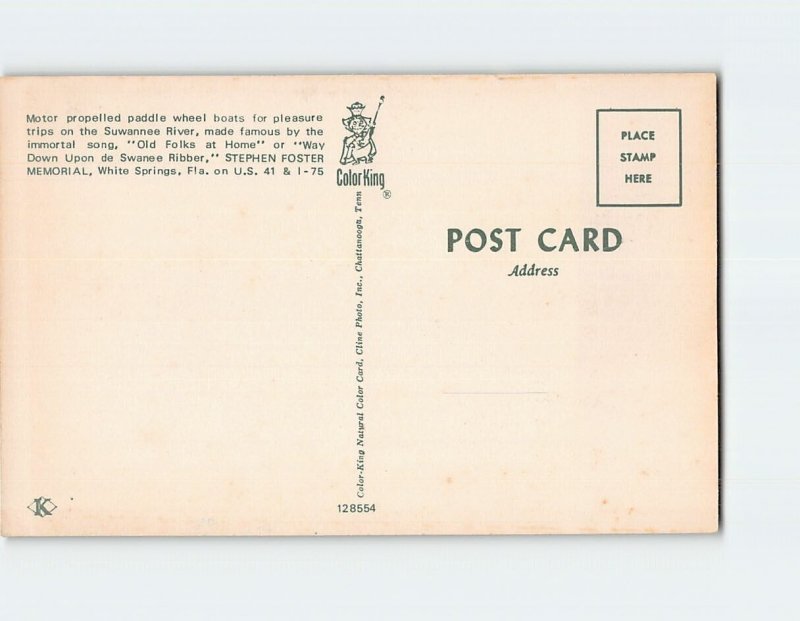 Motor propelled paddle wheel boats for pleasure
trips on the Suwannee River, made famous by the
immortal song, "Old Folks at Home" or "Way
Down Upon de Swanee Ribber," STEPHEN FOSTER
MEMORIAL, White Springs, Fla. on U.S. 41 & I-75
Color King
®
Color-King Natural Color Card, Cline Photo, Inc., Chattanooga, Tenn
PLACE
STAMP
HERE
POST CARD
Address
K
128554